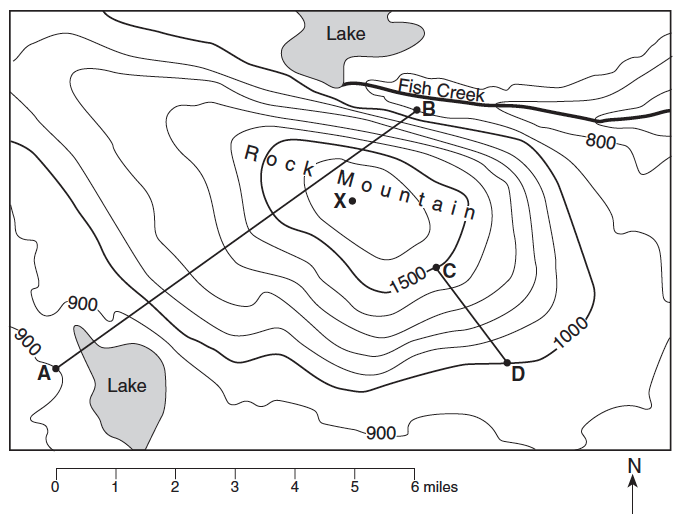 Lake
Fish Creek
B
800
Rock Mountain
X
C
1500
900
900
1000
A
Lake
D
900
0 1 2 3 4 5 6 miles
N